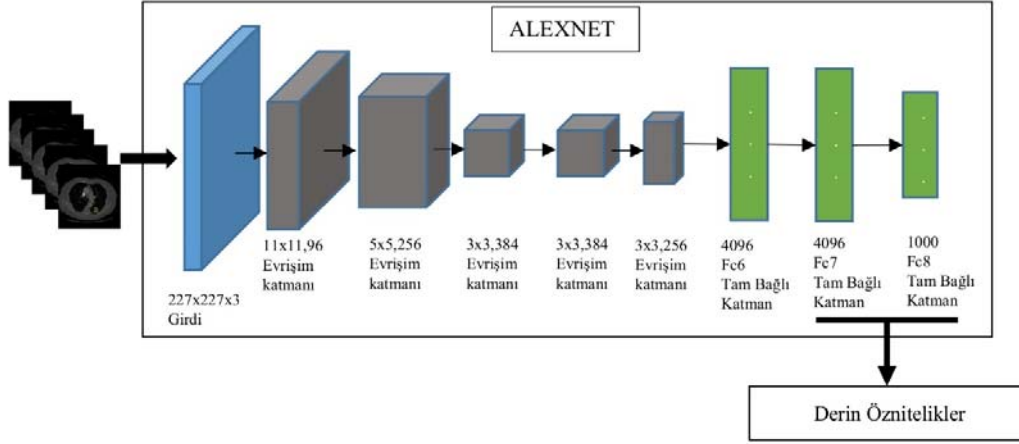 ALEXNET
227x227x3
Girdi
11x11,96
Evrişim
katmanı
5x5,256
Evrişim
katmanı
3x3,384
Evrişim
katmanı
3x3,384
Evrişim
katmanı
3x3,256
Evrişim
katmanı
4096
Fc6
Tam Bağlı
Katman
4096
Fc7
Tam Bağlı
Katman
1000
Fc8
Tam Bağlı
Katman
Derin Öznitelikler